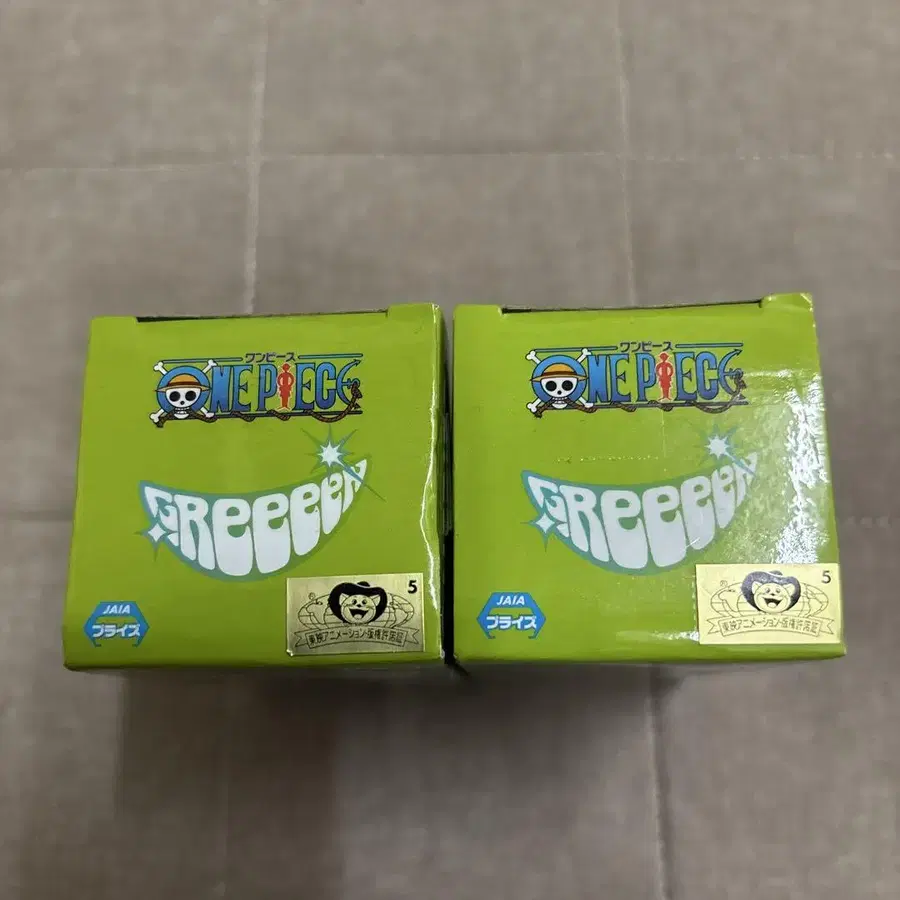 ワンピース
ONE PIECE
GReeeeN
JAIA
プライズ
5
東映アニメーション・版権許諾証
ワンピース
ONE PIECE
GReeeeN
JAIA
プライズ
5
東映アニメーション・版権許諾証